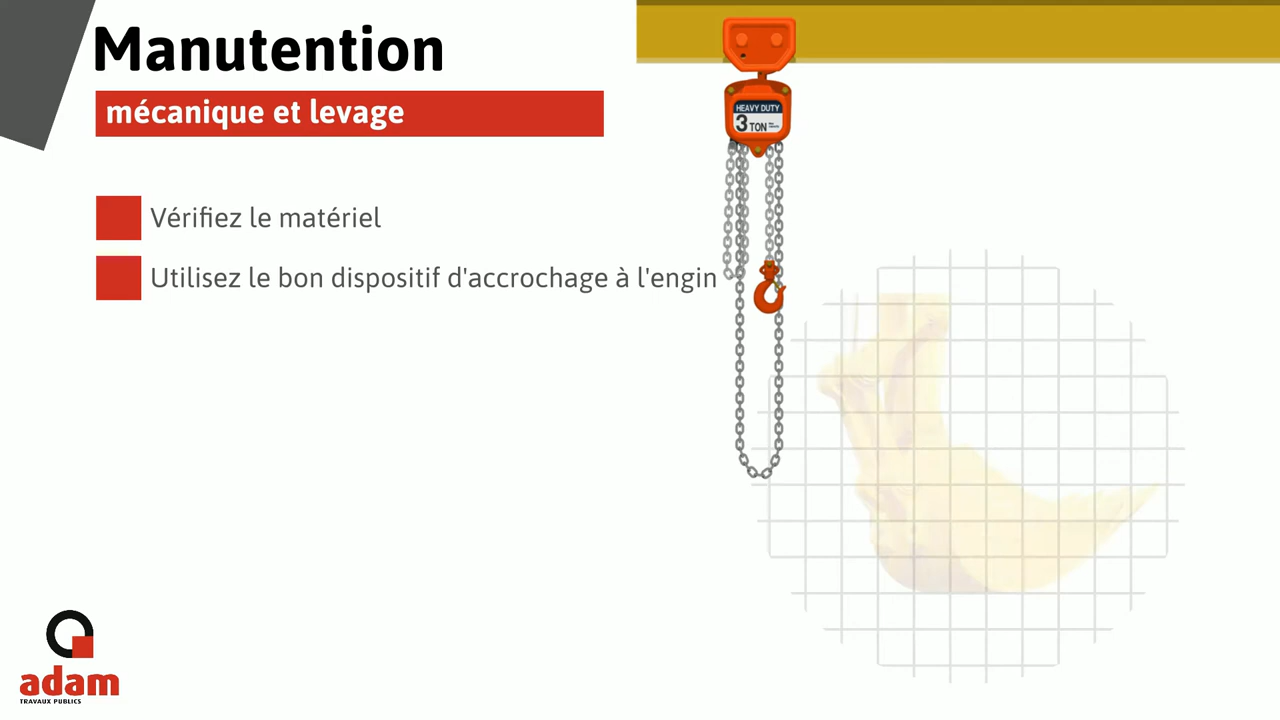 Manutention
mécanique et levage
Vérifiez le matériel
Utilisez le bon dispositif d'accrochage à l'engin
HEAVY DUTY
3 TON
adam
TRAVAUX PUBLICS